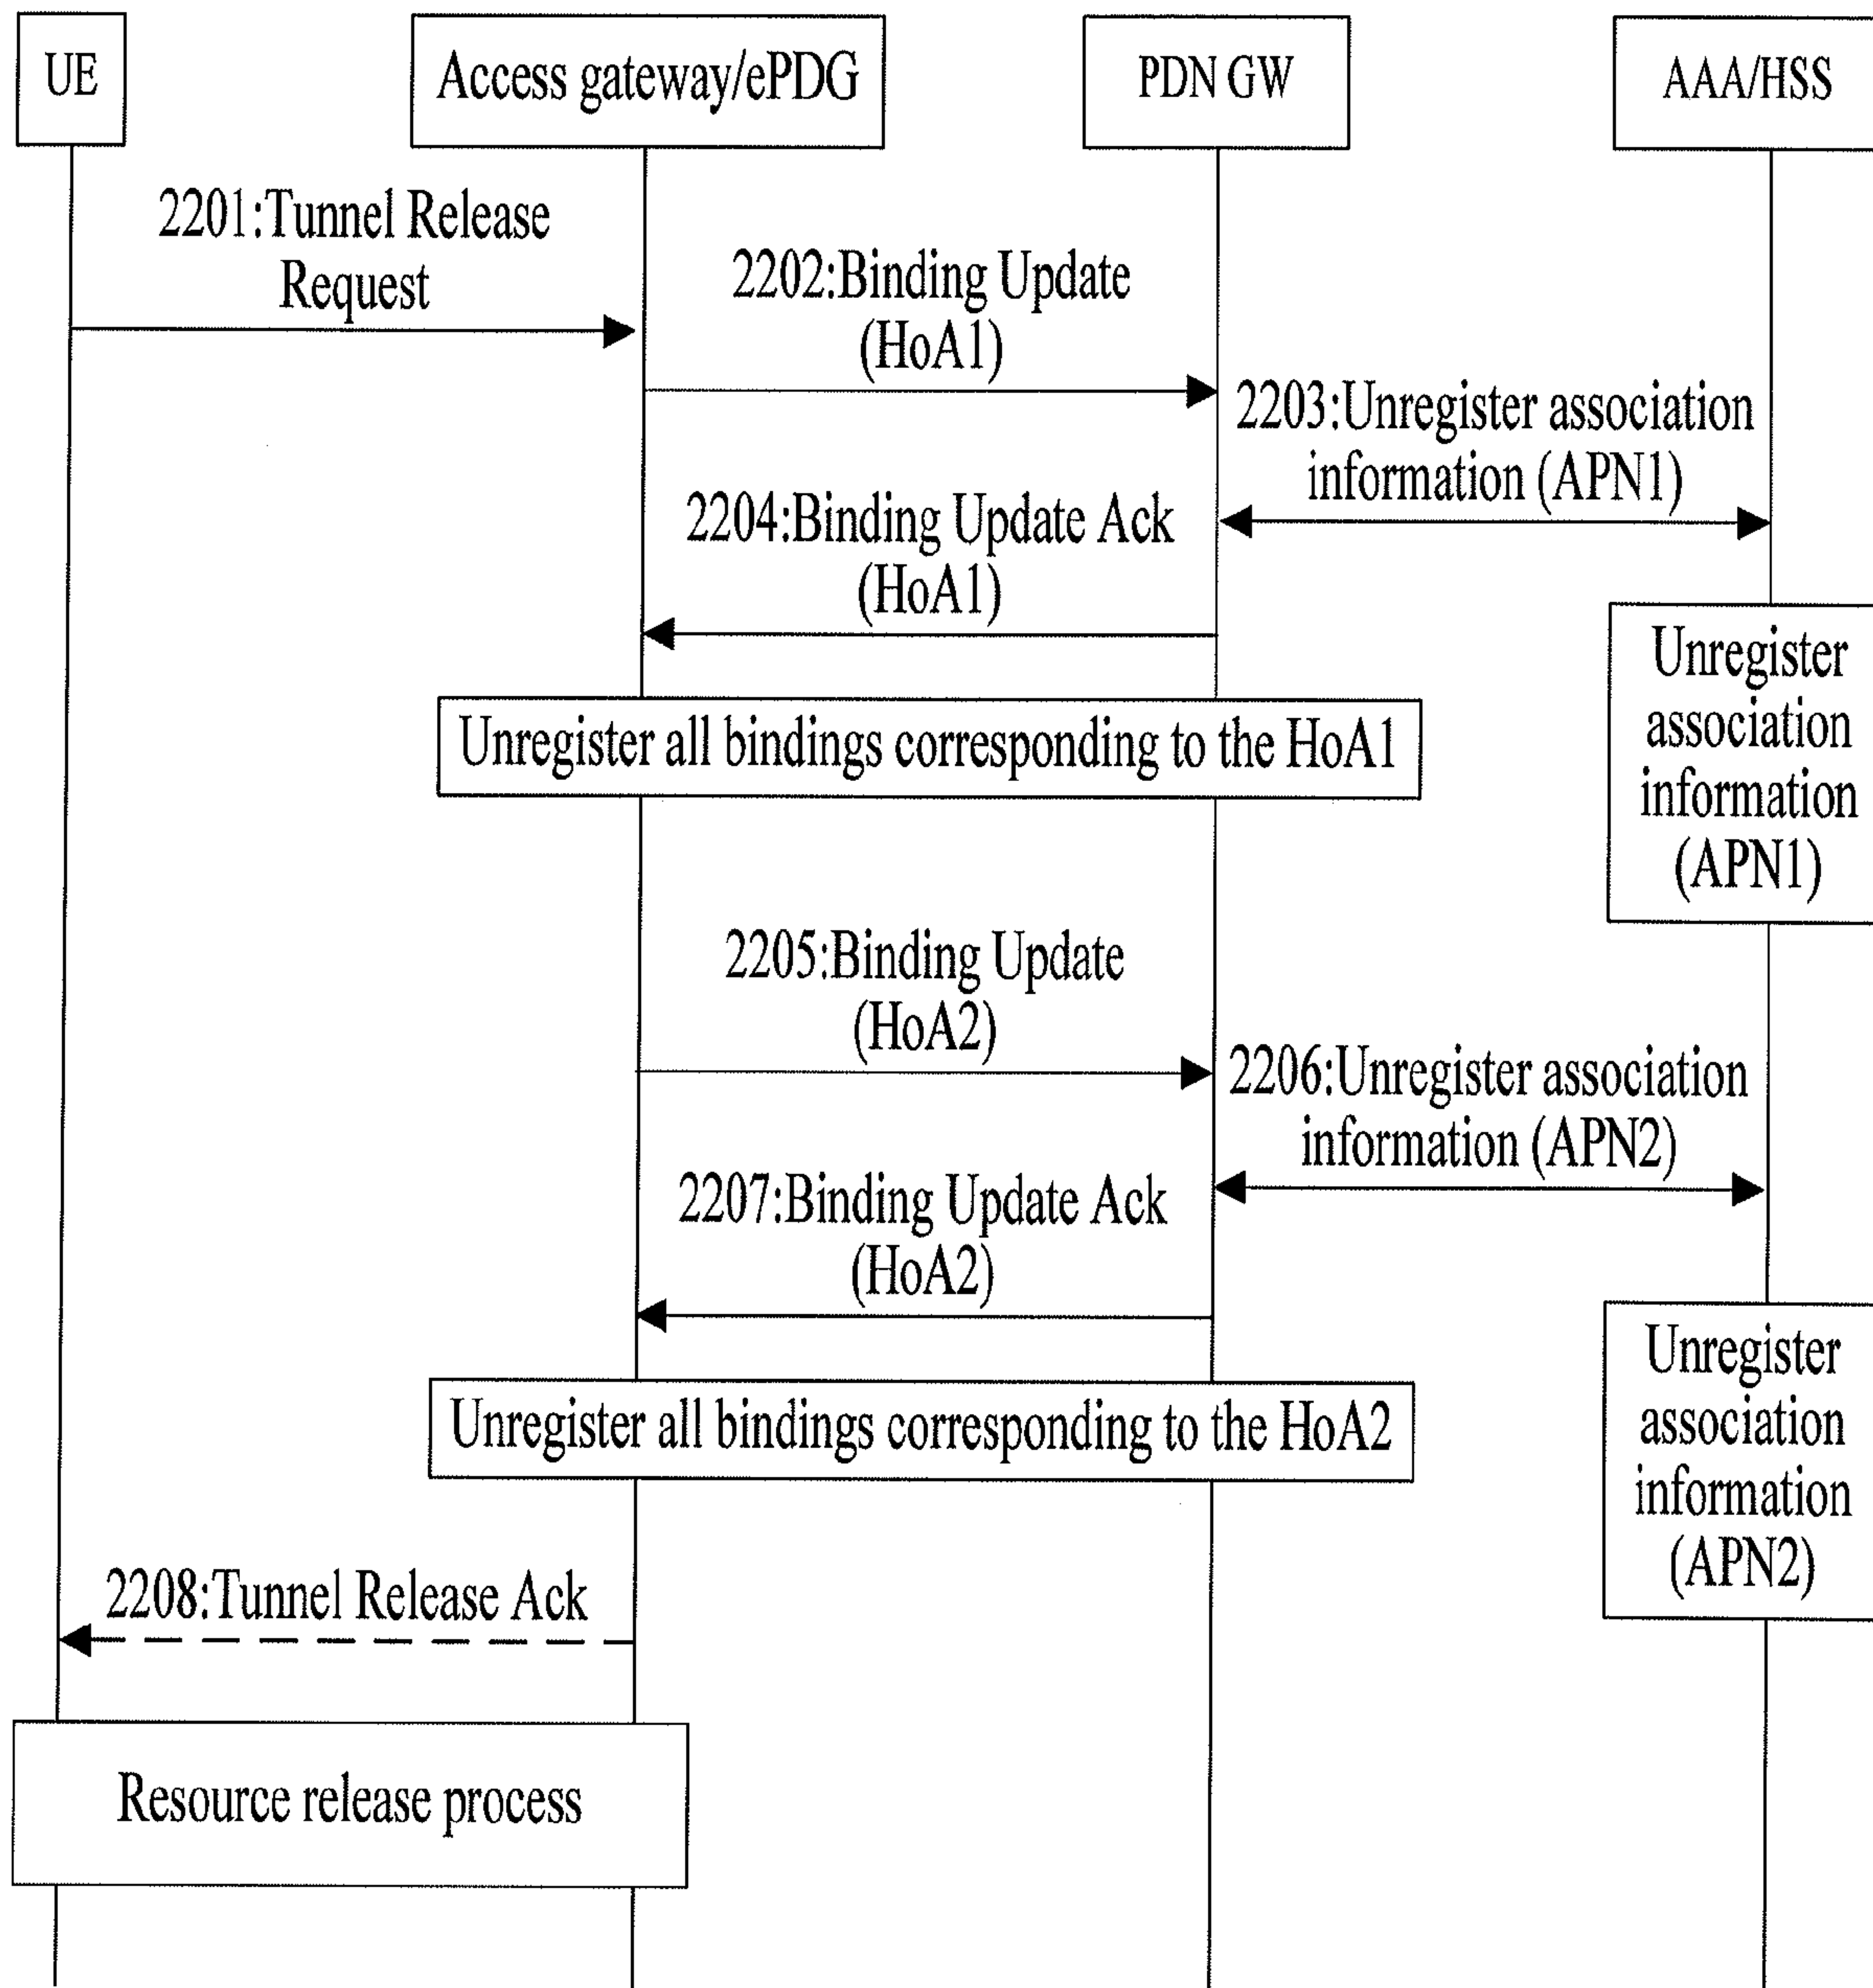 UE
Access gateway/ePDG
PDN GW
AAA/HSS
2201:Tunnel Release
Request
2202:Binding Update
(HoA1)
2203:Unregister association
information (APN1)
2204:Binding Update Ack
(HoA1)
Unregister
association
information
(APN1)
Unregister all bindings corresponding to the HoA1
2205:Binding Update
(HoA2)
2206:Unregister association
information (APN2)
2207:Binding Update Ack
(HoA2)
Unregister
association
information
(APN2)
Unregister all bindings corresponding to the HoA2
2208:Tunnel Release Ack
Resource release process